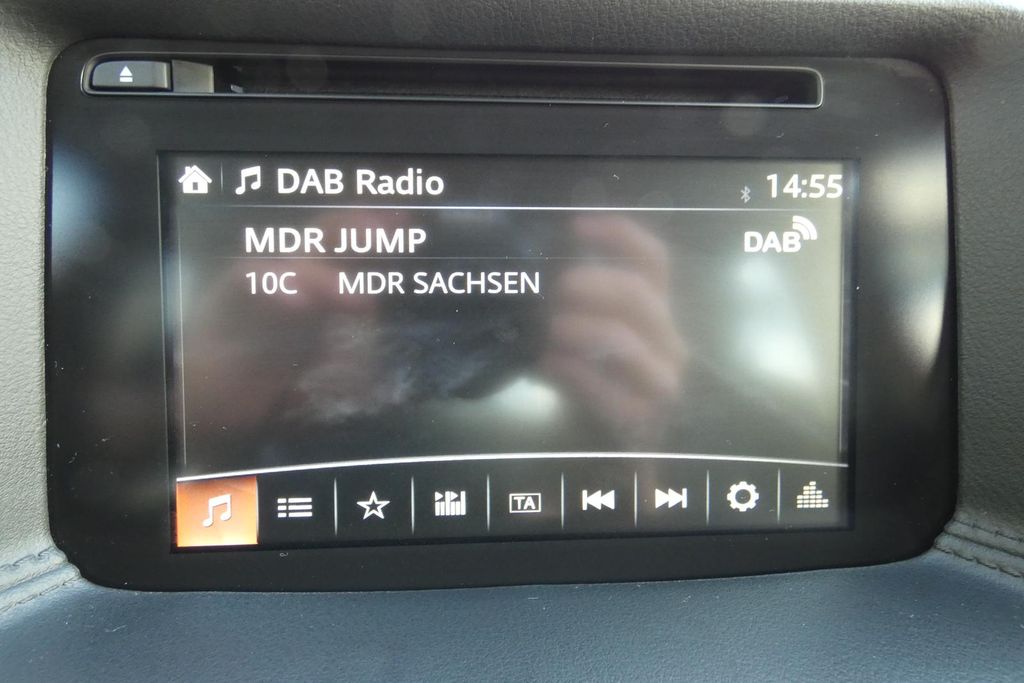 DAB Radio
14:55
MDR JUMP
DAB
10C MDR SACHSEN
TA